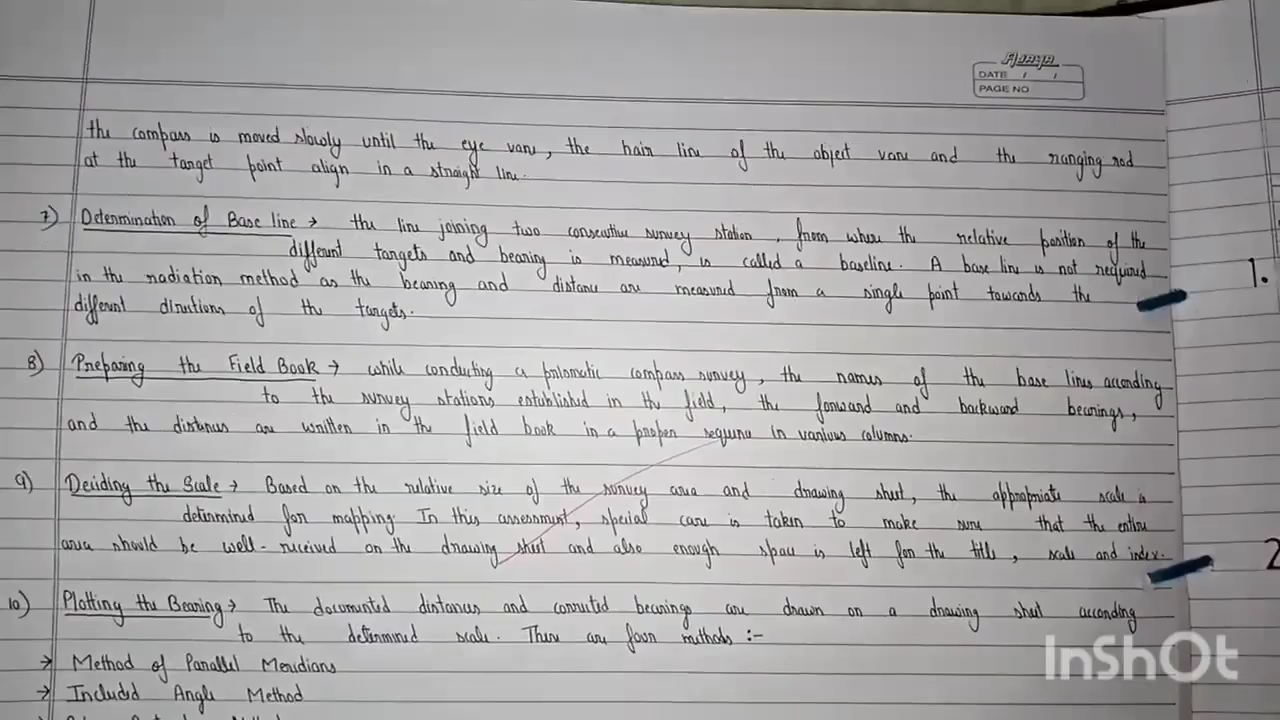 AJAYA
DATE / /
PAGE NO
the compass is moved slowly until the eye vane, the hair line of the object vane and the ranging rod
at the target point align in a straight line.
7) Determination of Base line → the line joining two consecutive survey station, from where the relative position of the
different targets and bearing is measured, is called a baseline. A base line is not required
in the radiation method as the bearing and distance are measured from a single point towards the
different directions of the targets.
8) Preparing the Field Book → while conducting a prismatic compass survey, the names of the base lines according
to the survey stations established in the field, the forward and backward bearings,
and the distances are written in the field book in a proper sequence in various columns.
9) Deciding the Scale → Based on the relative size of the survey area and drawing sheet, the appropriate scale is
determined for mapping. In this assessment, special care is taken to make sure that the entire
area should be well-received on the drawing sheet and also enough space is left for the title, scale and index.
10) Plotting the Bearing → The documented distances and corrected bearings are drawn on a drawing sheet according
to the determined scale. There are four methods :-
→ Method of Parallel Meridians
→ Included Angle Method
1.
2
InShOt